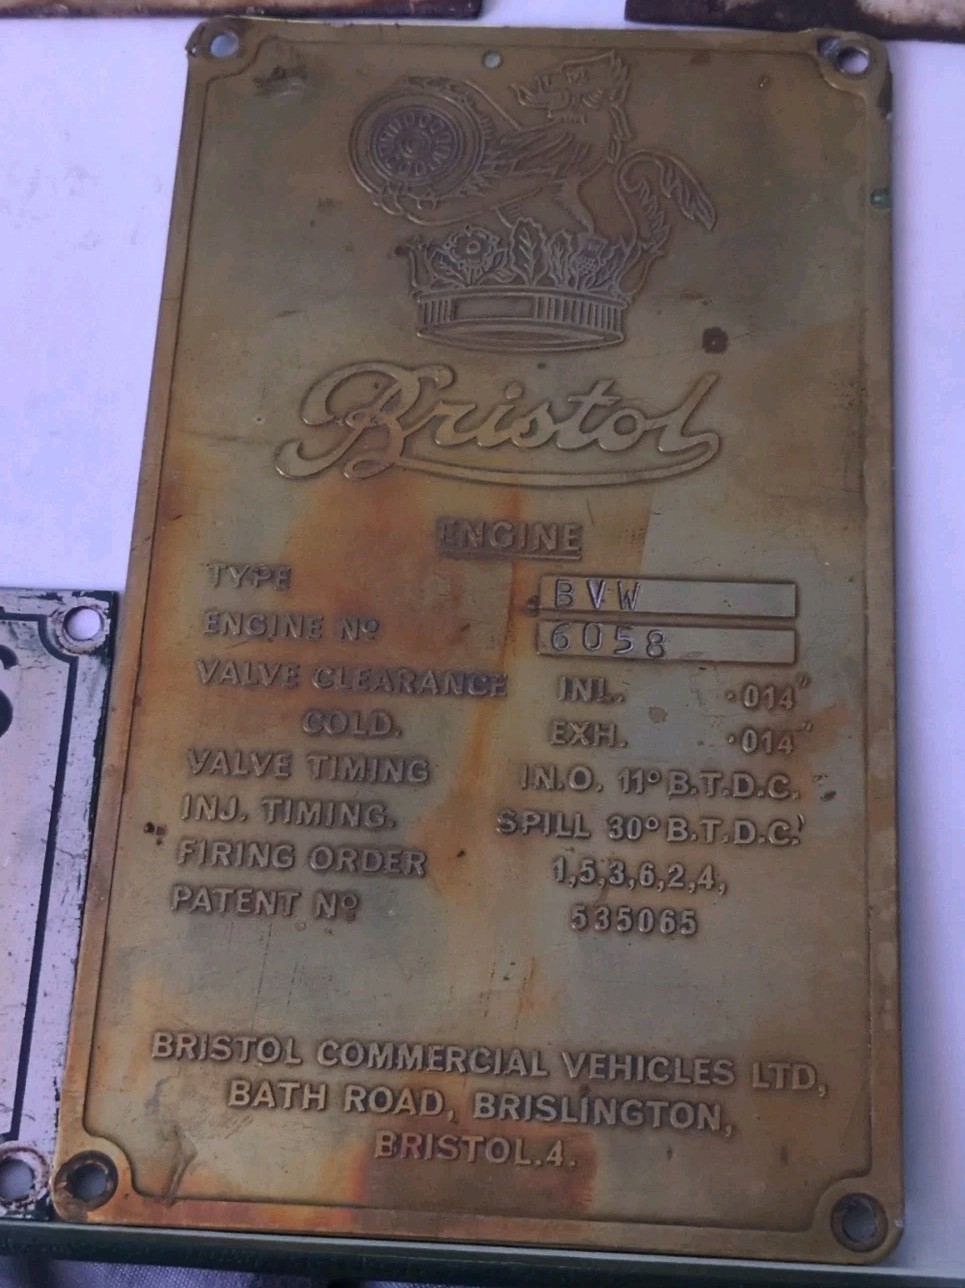 Bristol
ENGINE
TYPE BVW
ENGINE Nº 6058
VALVE CLEARANCE INL. ·014"
COLD. EXH. ·014"
VALVE TIMING IN.O. 11º B.T.D.C.
INJ. TIMING. SPILL 30º B.T.D.C.
FIRING ORDER 1,5,3,6,2,4,
PATENT Nº 535065
BRISTOL COMMERCIAL VEHICLES LTD,
BATH ROAD, BRISLINGTON,
BRISTOL.4.